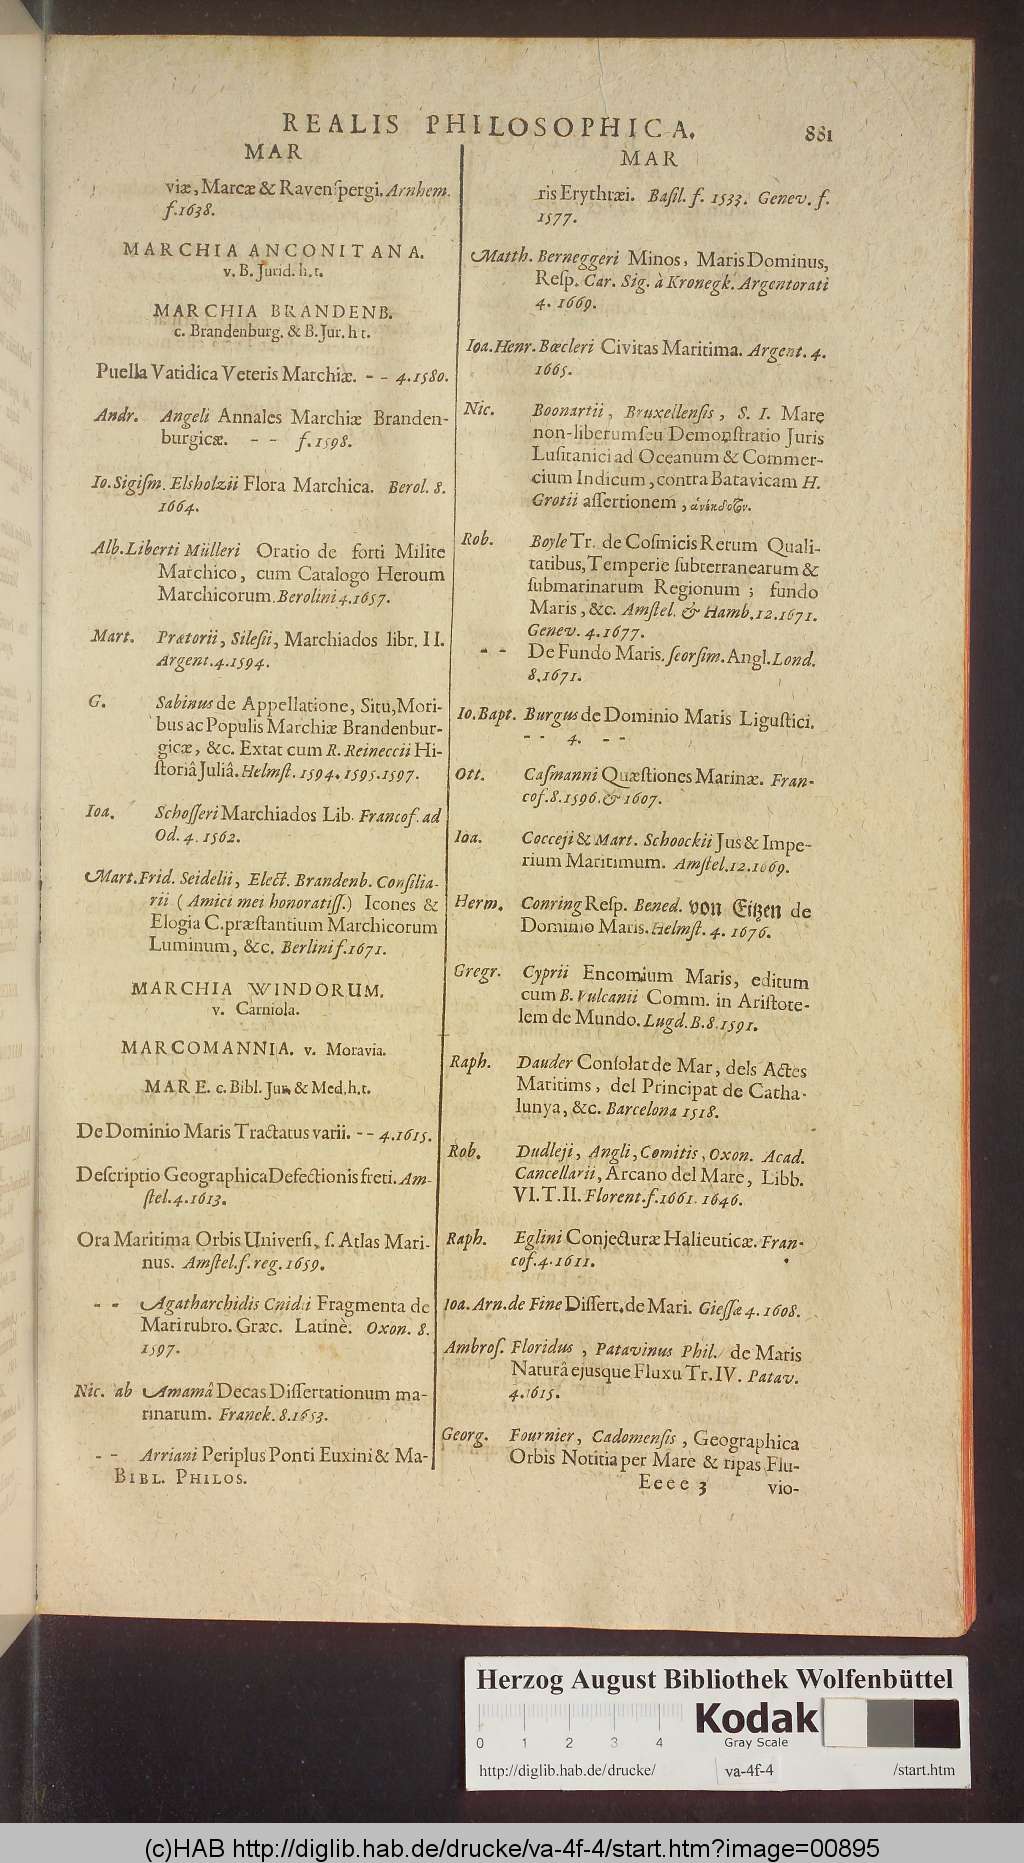 REALIS PHILOSOPHICA. 881
MAR
viæ, Marcæ & Ravenſpergi. Arnhem.
f. 1638.
MARCHIA ANCONITANA.
v. B. Jurid. h. t.
MARCHIA BRANDENB.
c. Brandenburg. & B. Jur. h t.
Puella Vatidica Veteris Marchiæ. - - 4. 1580.
Andr. Angeli Annales Marchiæ Branden-
burgicæ. - - f. 1598.
Io. Sigiſm. Elsholzii Flora Marchica. Berol. 8.
1664.
Alb. Liberti Mülleri Oratio de forti Milite
Marchico, cum Catalogo Heroum
Marchicorum. Berolini 4. 1657.
Mart. Prætorii, Sileſii, Marchiados libr. II.
Argent. 4. 1594.
G. Sabinus de Appellatione, Situ, Mori-
bus ac Populis Marchiæ Brandenbur-
gicæ, &c. Extat cum R. Reineccii Hi-
ſtoriâ Juliâ. Helmſt. 1594. 1595. 1597.
Ioa. Schoſſeri Marchiados Lib. Francof. ad
Od. 4. 1562.
Mart. Frid. Seidelii, Elect. Brandenb. Conſilia-
rii (Amici mei honoratiſſ.) Icones &
Elogia C. præſtantium Marchicorum
Luminum, &c. Berlini f. 1671.
MARCHIA WINDORUM.
v. Carniola.
MARCOMANNIA. v. Moravia.
MARE. c. Bibl. Jur. & Med. h. t.
De Dominio Maris Tractatus varii. - - 4. 1615.
Deſcriptio Geographica Defectionis freti. Am-
ſtel. 4. 1613.
Ora Maritima Orbis Univerſi, ſ. Atlas Mari-
nus. Amſtel. f. reg. 1659.
- - Agatharchidis Cnidii Fragmenta de
Mari rubro. Græc. Latinè. Oxon. 8.
1597.
Nic. ab Amamâ Decas Diſſertationum ma-
rinarum. Franek. 8. 1653.
- - Arriani Periplus Ponti Euxini & Ma-
BIBL. PHILOS.
MAR
ris Erythræi. Baſil. f. 1533. Genev. f.
1577.
Matth. Berneggeri Minos, Maris Dominus,
Reſp. Car. Sig. à Kronegk. Argentorati
4. 1669.
Ioa. Henr. Bœcleri Civitas Maritima. Argent. 4.
1665.
Nic. Boonartii, Bruxellenſis, S. I. Mare
non-liberum ſeu Demonſtratio Juris
Luſitanici ad Oceanum & Commer-
cium Indicum, contra Batavicam H.
Grotii aſſertionem,
Rob. Boyle Tr. de Coſmicis Rerum Quali-
tatibus, Temperie ſubterranearum &
ſubmarinarum Regionum; fundo
Maris, &c. Amſtel. & Hamb. 12. 1671.
Genev. 4. 1677.
- - De Fundo Maris. ſeorſim. Angl. Lond.
8. 1671.
Io. Bapt. Burgus de Dominio Maris Liguſtici.
- - 4. - -
Ott. Caſmanni Quæſtiones Marinæ. Fran-
cof. 8. 1596. & 1607.
Ioa. Cocceji & Mart. Schoockii Jus & Impe-
rium Maritimum. Amſtel. 12. 1669.
Herm. Conring Reſp. Bened. von Eitzen de
Dominio Maris. Helmſt. 4. 1676.
Gregr. Cyprii Encomium Maris, editum
cum B. Vulcanii Comm. in Ariſtote-
lem de Mundo. Lugd. B. 8. 1591.
Raph. Dauder Conſolat de Mar, dels Actes
Maritims, del Principat de Catha-
lunya, &c. Barcelona 1518.
Rob. Dudleji, Angli, Comitis, Oxon. Acad.
Cancellarii, Arcano del Mare, Libb.
VI. T. II. Florent. f. 1661. 1646.
Raph. Eglini Conjecturæ Halieuticæ. Fran-
cof. 4. 1611.
Ioa. Arn. de Fine Diſſert. de Mari. Gieſſæ 4. 1608.
Ambroſ. Floridus, Patavinus Phil. de Maris
Naturâ ejusque Fluxu Tr. IV. Patav.
4. 1615.
Georg. Fournier, Cadomenſis, Geographica
Orbis Notitia per Mare & ripas Flu-
Eeee 3 vio-
Herzog August Bibliothek Wolfenbüttel
0 1 2 3 4
Kodak
Gray Scale
http://diglib.hab.de/drucke/ va-4f-4 /start.htm
(c)HAB http://diglib.hab.de/drucke/va-4f-4/start.htm?image=00895